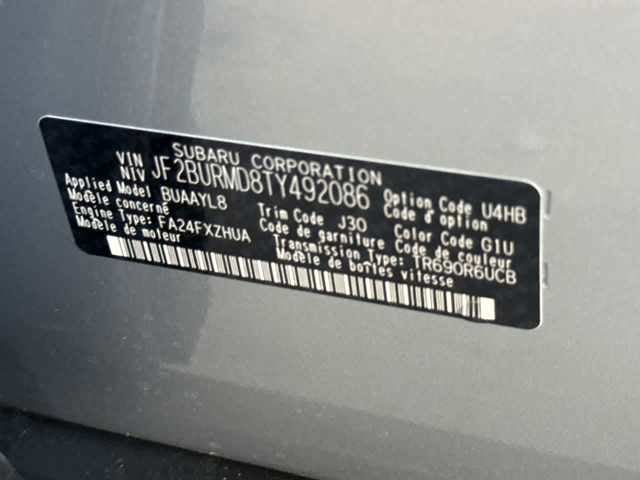 SUBARU CORPORATION
VIN
NIV JF2BURMD8TY492086
Applied Model BUAAYL8
Modèle concerné
Option Code U4HB
Code d'option
Engine Type: FA24FXZHUA
Modèle de moteur
Trim Code J30
Code de garniture
Color Code G1U
Code de couleur
Transmission Type: TR690R6UCB
Modèle de boîtes vitesse